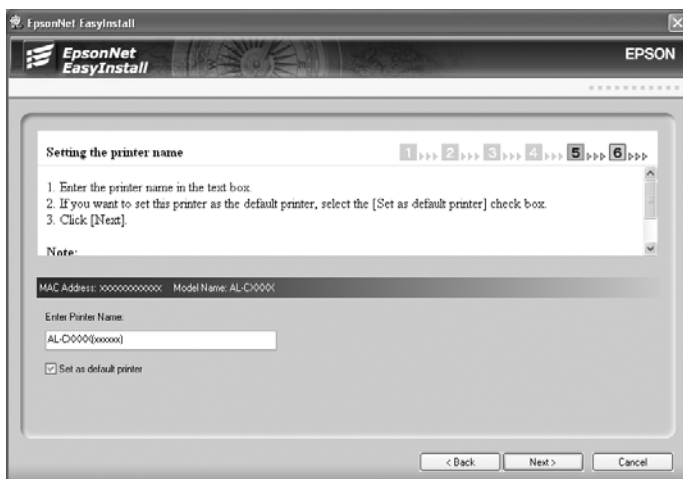 EpsonNet EasyInstall
EpsonNet
EasyInstall
EPSON
Setting the printer name
1 2 3 4 5 6
1. Enter the printer name in the text box.
2. If you want to set this printer as the default printer, select the [Set as default printer] check box.
3. Click [Next].
Note:
MAC Address: xxxxxxxxxxxx Model Name: AL-CXXXX
Enter Printer Name:
AL-CXXXX(xxxxxx)
Set as default printer
< Back
Next >
Cancel